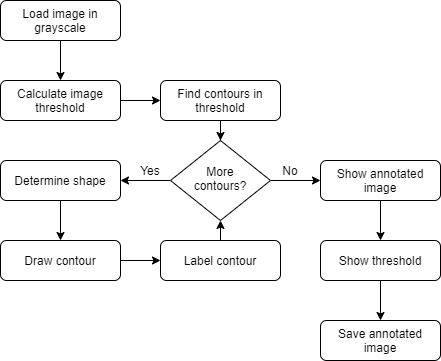 Load image in
grayscale
Calculate image
threshold
Find contours in
threshold
More
contours?
Yes
No
Determine shape
Show annotated
image
Draw contour
Label contour
Show threshold
Save annotated
image